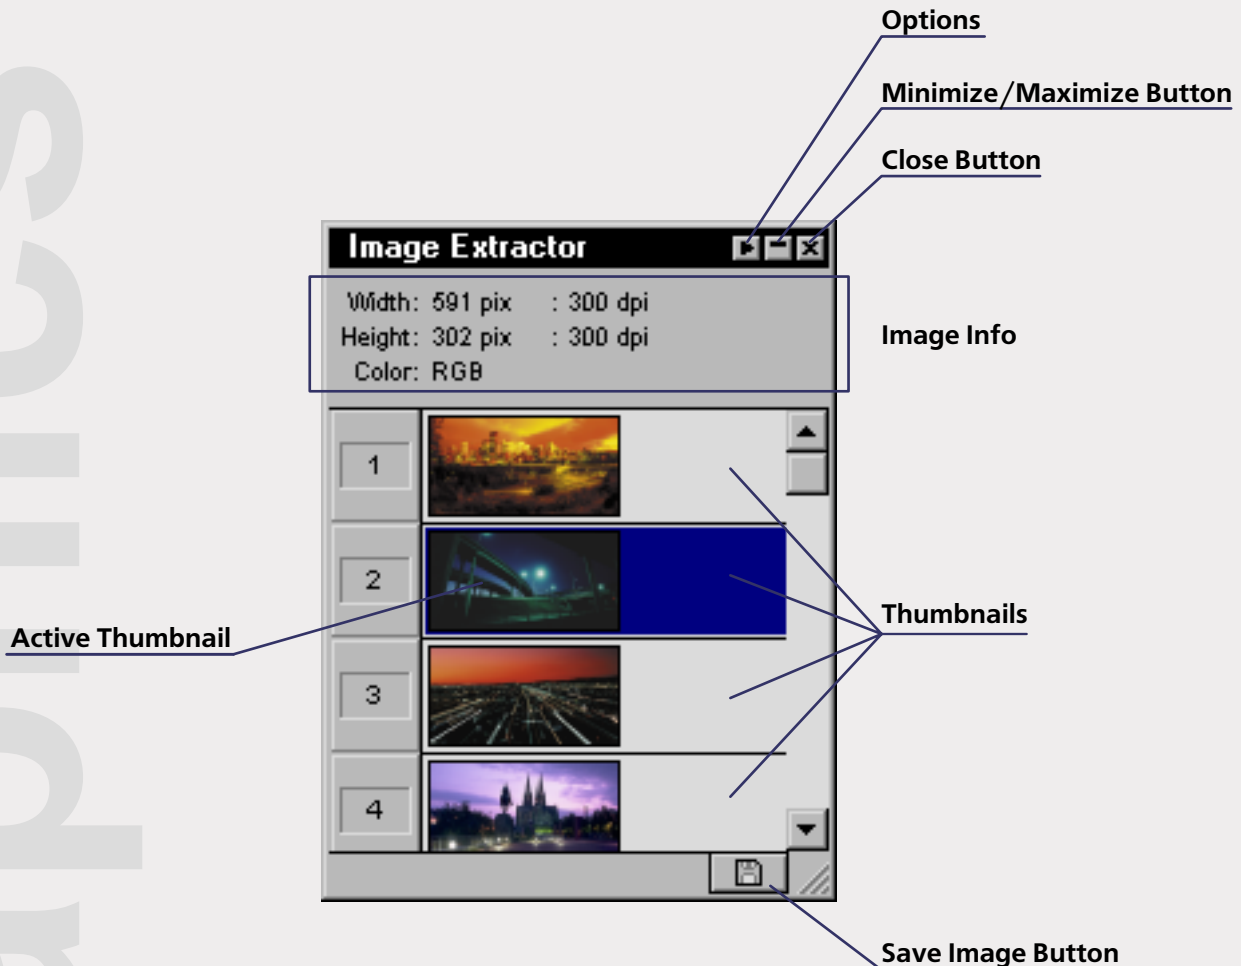 Options
Minimize/Maximize Button
Close Button
Image Extractor
Width: 591 pix : 300 dpi
Height: 302 pix : 300 dpi
Color: RGB
Image Info
1
2
3
4
Active Thumbnail
Thumbnails
Save Image Button